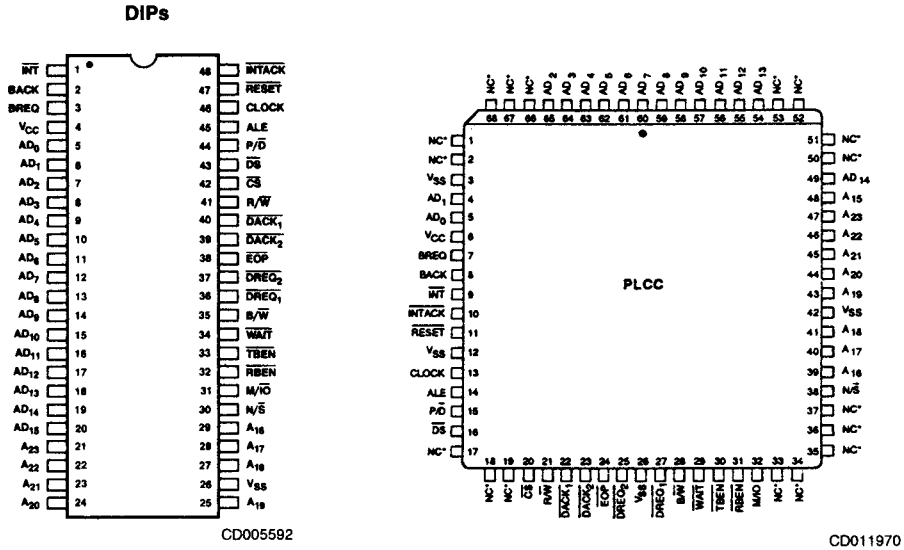 DIPs
INT 1 48 INTACK
BACK 2 47 RESET
BREQ 3 46 CLOCK
VCC 4 45 ALE
AD0 5 44 P/D
AD1 6 43 DS
AD2 7 42 CS
AD3 8 41 R/W
AD4 9 40 DACK1
AD5 10 39 DACK2
AD6 11 38 EOP
AD7 12 37 DREQ2
AD8 13 36 DREQ1
AD9 14 35 B/W
AD10 15 34 WAIT
AD11 16 33 TBEN
AD12 17 32 RBEN
AD13 18 31 M/IO
AD14 19 30 N/S
AD15 20 29 A16
A23 21 28 A17
A22 22 27 A18
A21 23 26 VSS
A20 24 25 A19
CD005592
NC* NC* NC* AD2 AD3 AD4 AD5 AD6 AD7 AD8 AD9 AD10 AD11 AD12 AD13 NC* NC*
68 67 66 65 64 63 62 61 60 59 58 57 56 55 54 53 52
NC* 1 51 NC*
NC* 2 50 NC*
VSS 3 49 AD14
AD1 4 48 A15
AD0 5 47 A23
VCC 6 46 A22
BREQ 7 45 A21
BACK 8 44 A20
INT 9 43 A19
PLCC
INTACK 10 42 VSS
RESET 11 41 A18
VSS 12 40 A17
CLOCK 13 39 A16
ALE 14 38 N/S
P/D 15 37 NC*
DS 16 36 NC*
NC* 17 35 NC*
18 19 20 21 22 23 24 25 26 27 28 29 30 31 32 33 34
NC* NC* CS R/W DACK1 DACK2 EOP DREQ2 VSS DREQ1 B/W WAIT TBEN RBEN M/IO NC* NC*
CD011970